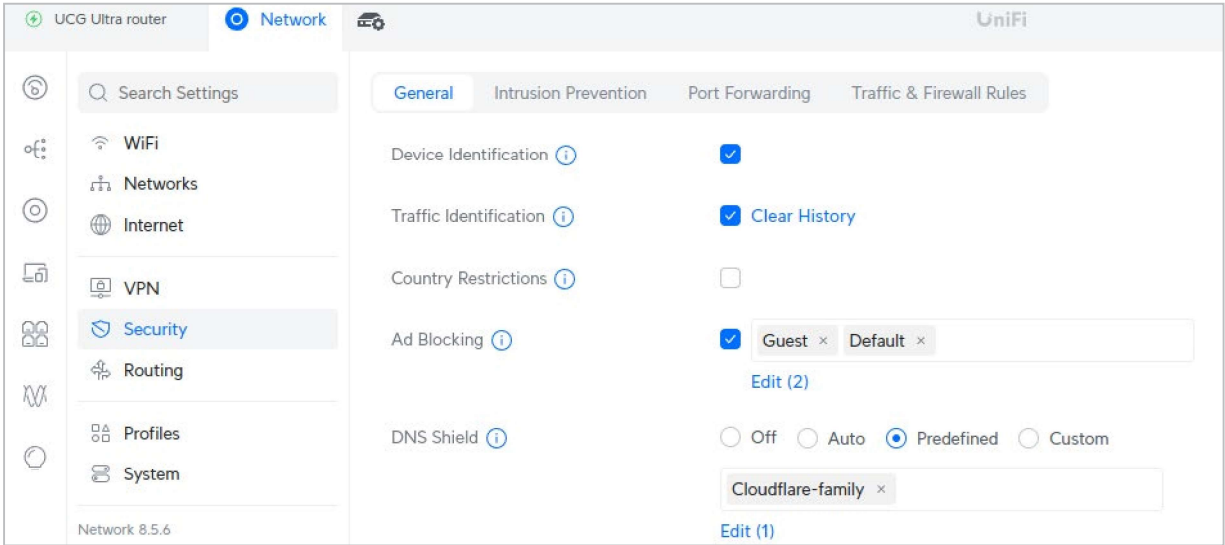 UCG Ultra router
Network
UniFi
Search Settings
WiFi
Networks
Internet
VPN
Security
Routing
Profiles
System
Network 8.5.6
General Intrusion Prevention Port Forwarding Traffic & Firewall Rules
Device Identification
Traffic Identification Clear History
Country Restrictions
Ad Blocking Guest × Default ×
Edit (2)
DNS Shield Off Auto Predefined Custom
Cloudflare-family ×
Edit (1)